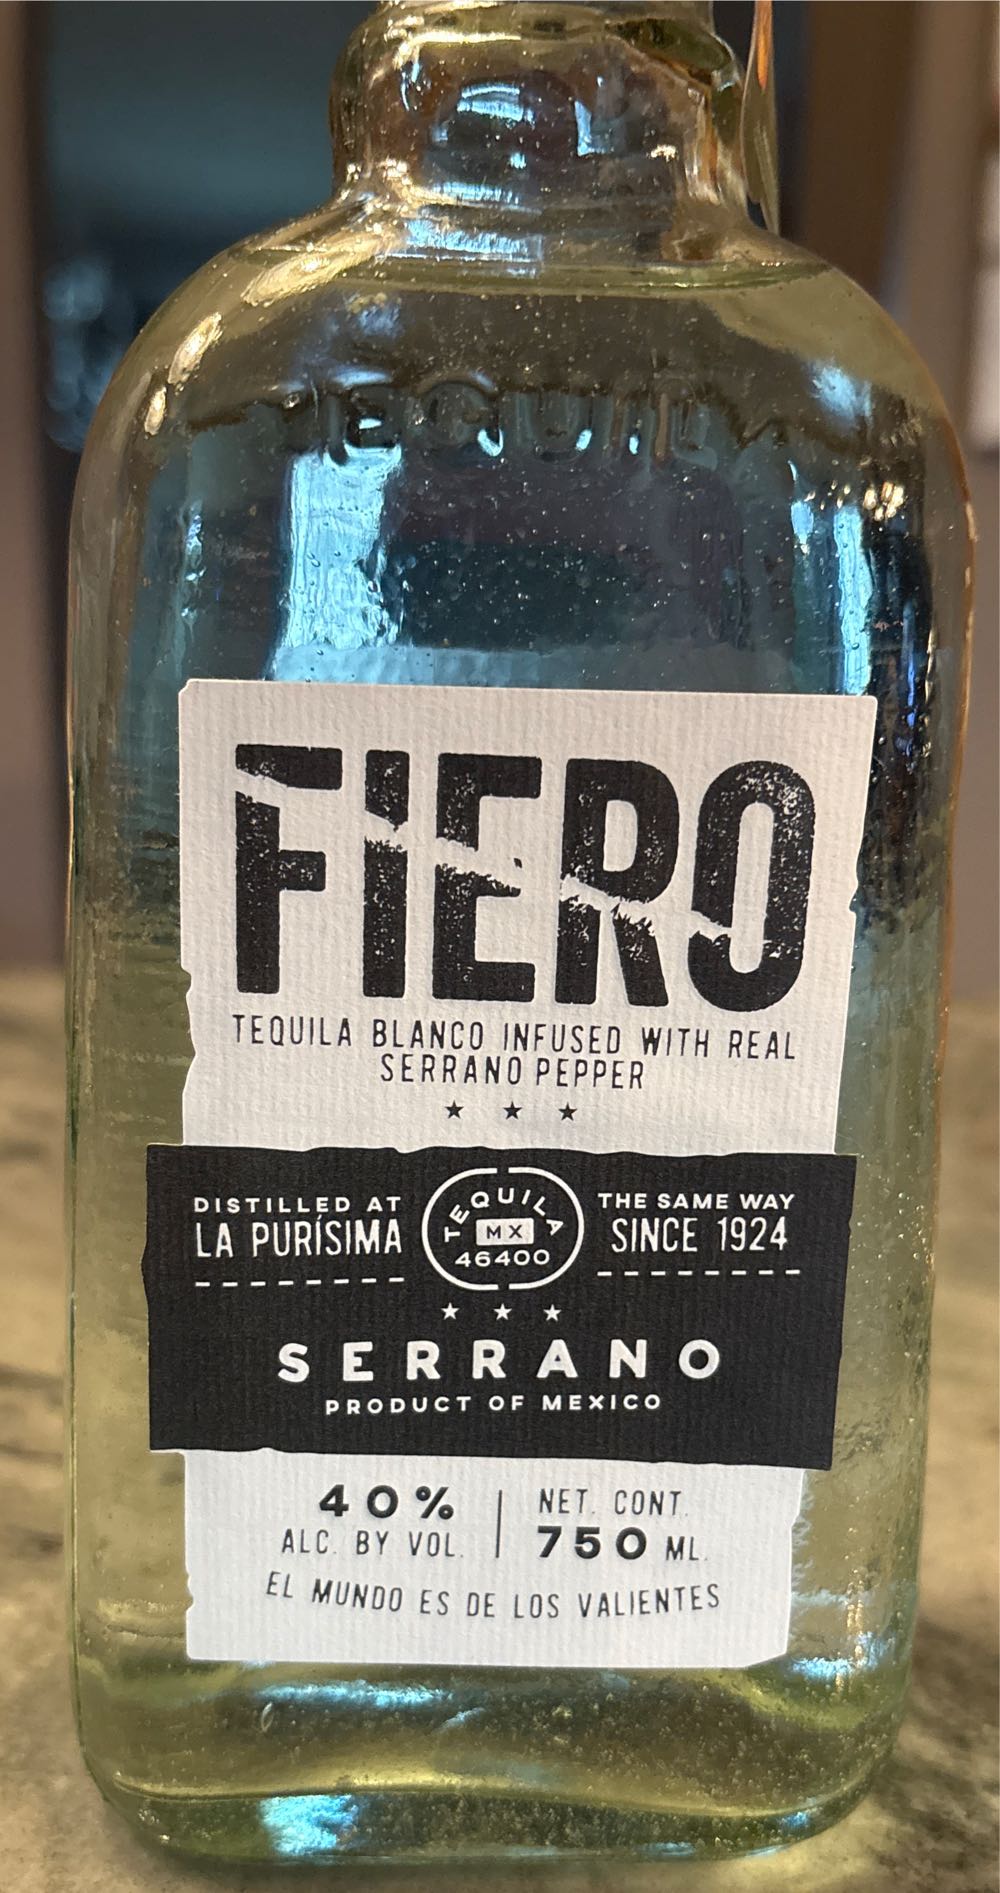 TEQUILA
FIERO
TEQUILA BLANCO INFUSED WITH REAL
SERRANO PEPPER
DISTILLED AT
LA PURÍSIMA
TEQUILA
MX
46400
THE SAME WAY
SINCE 1924
SERRANO
PRODUCT OF MEXICO
40%
ALC. BY VOL.
NET. CONT.
750 ML.
EL MUNDO ES DE LOS VALIENTES